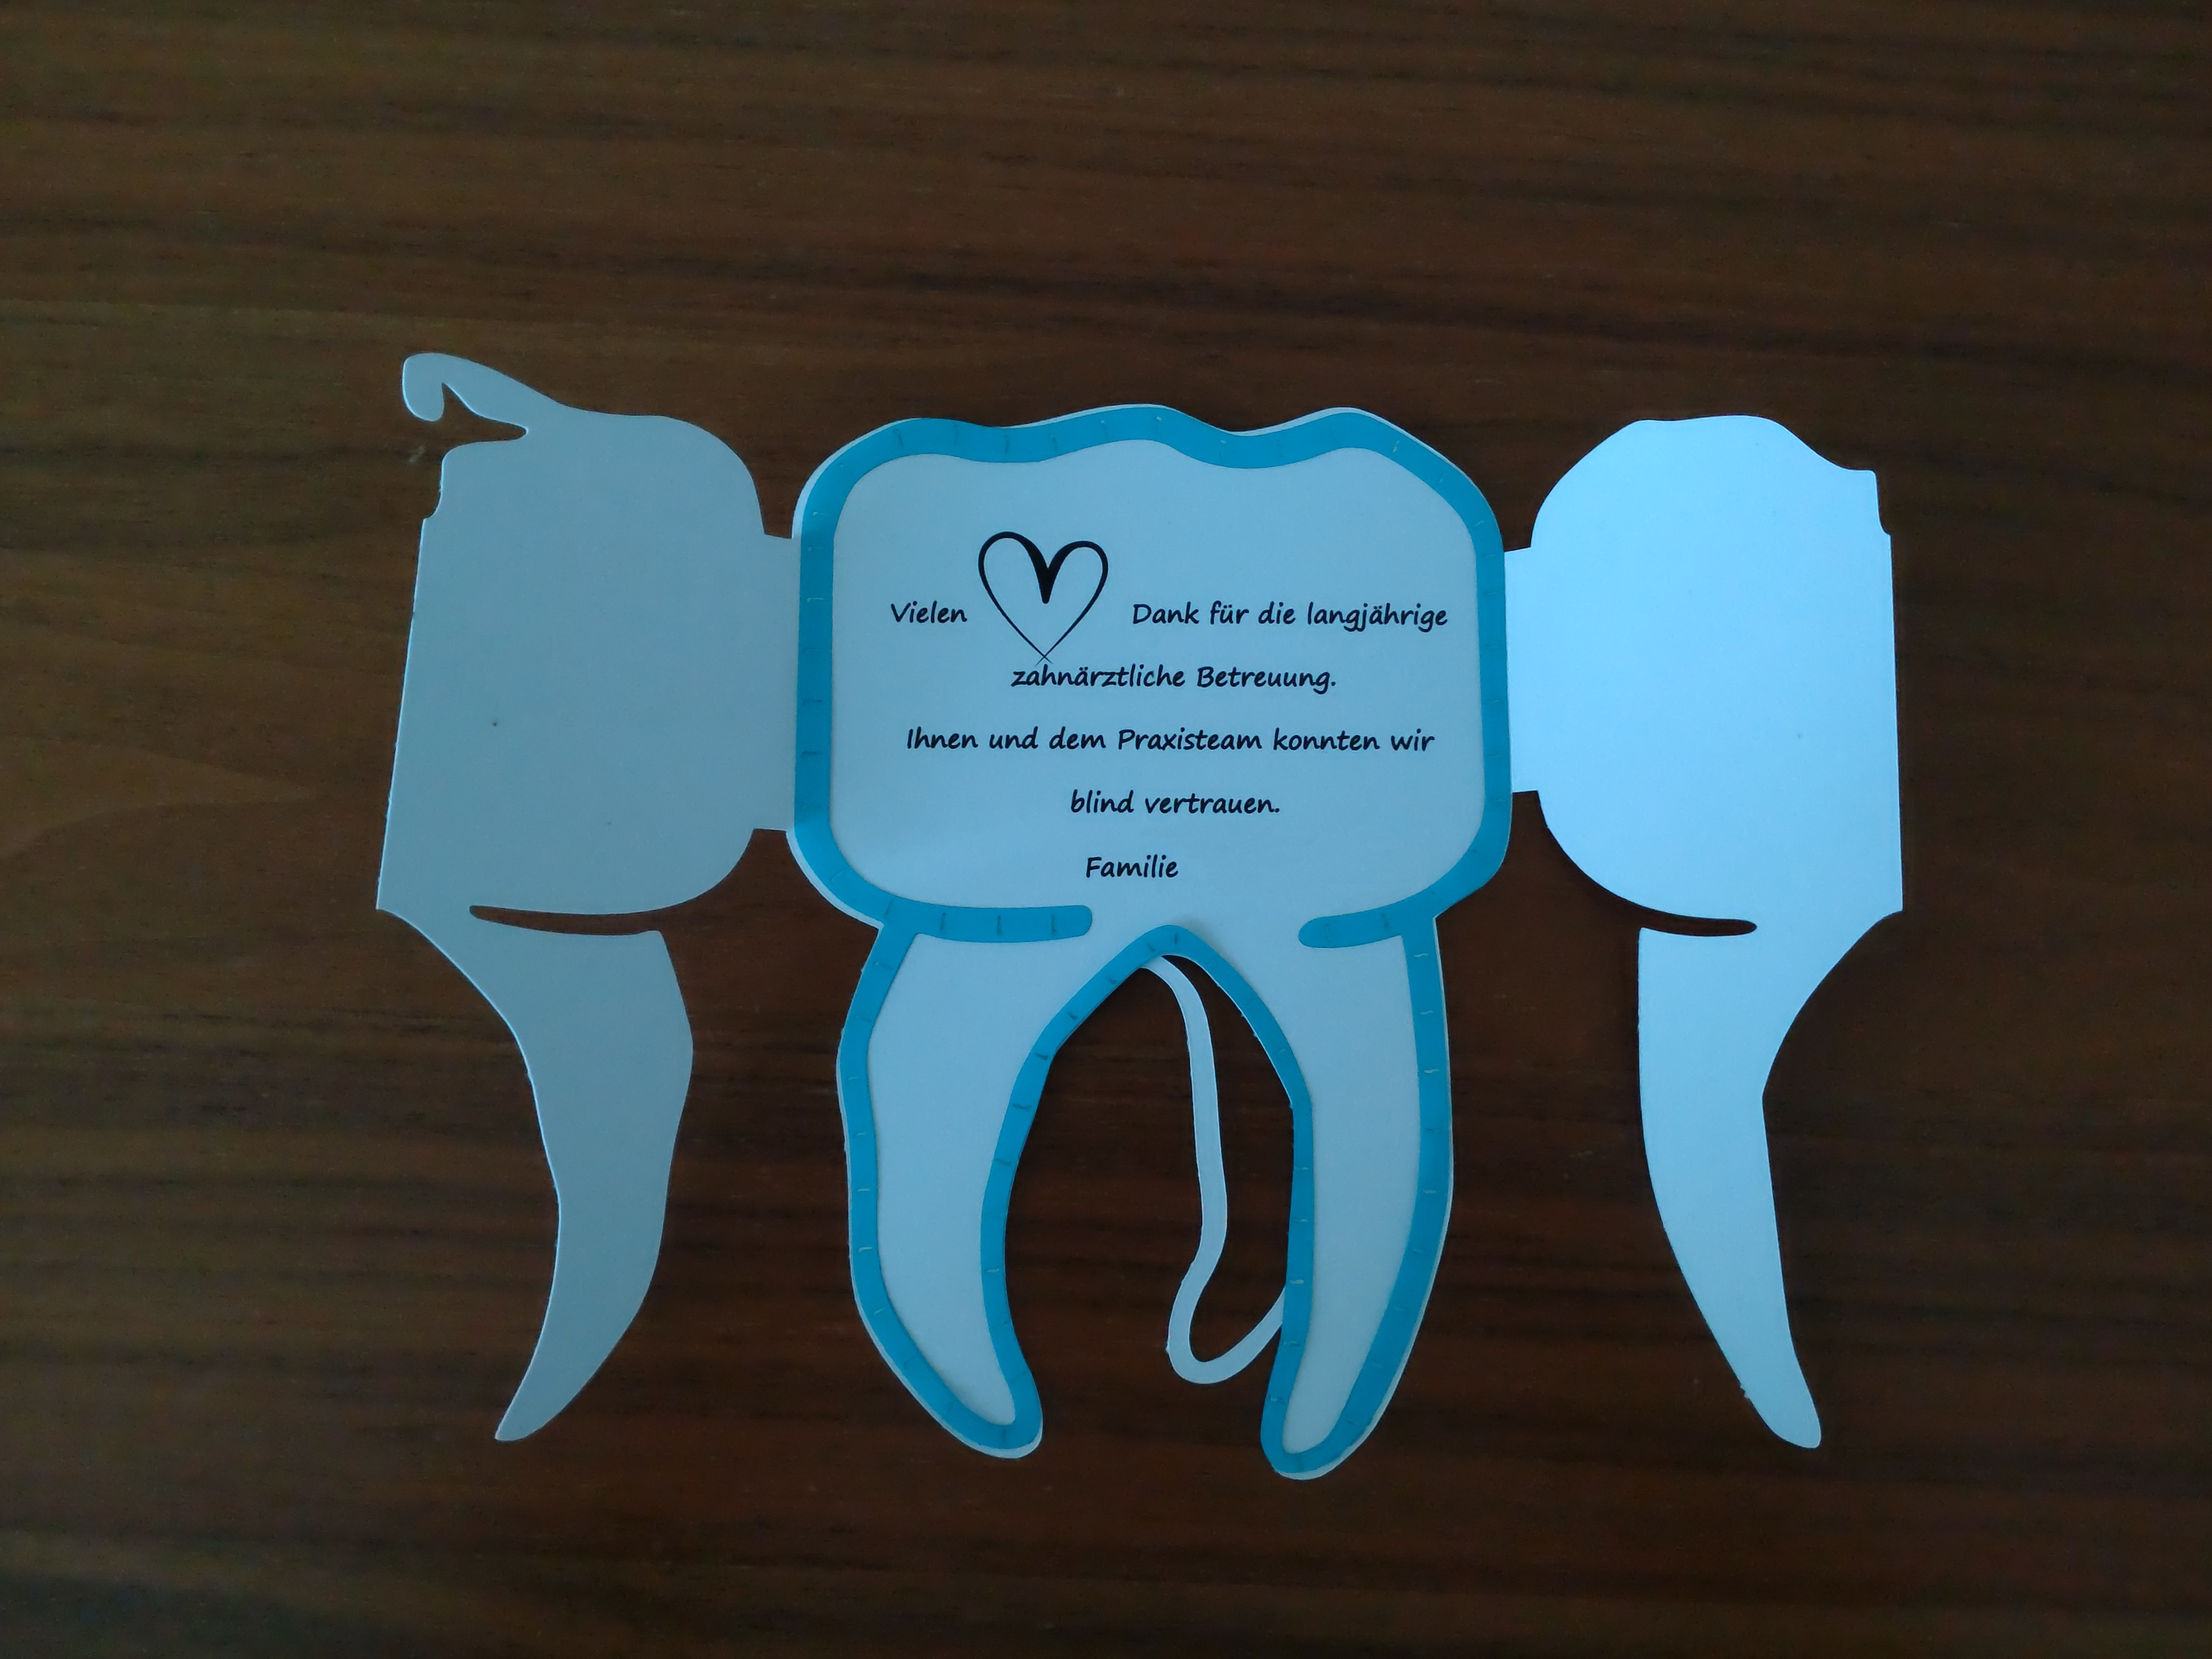 Vielen Dank für die langjährige
zahnärztliche Betreuung.
Ihnen und dem Praxisteam konnten wir
blind vertrauen.
Familie